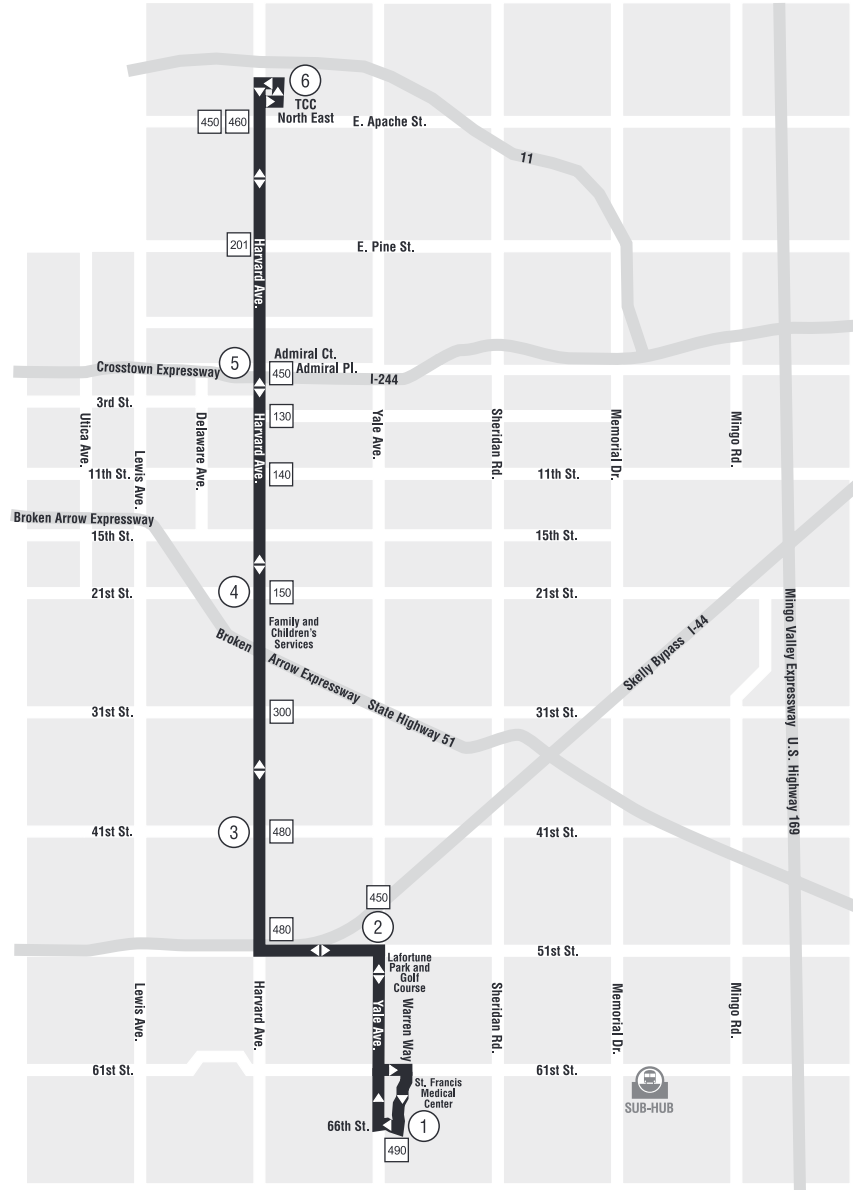 6
TCC
North East
450
460
E. Apache St.
11
201
Harvard Ave.
E. Pine St.
5
Admiral Ct.
Admiral Pl.
Crosstown Expressway
450
I-244
3rd St.
Utica Ave.
Lewis Ave.
Delaware Ave.
Harvard Ave.
130
Yale Ave.
Sheridan Rd.
Memorial Dr.
Mingo Rd.
11th St.
140
11th St.
Broken Arrow Expressway
15th St.
15th St.
21st St.
4
150
21st St.
Family and
Children's
Services
Broken Arrow Expressway State Highway 51
Skelly Bypass I-44
Mingo Valley Expressway U.S. Highway 169
31st St.
300
31st St.
41st St.
3
480
41st St.
450
480
2
51st St.
Lafortune
Park and
Golf
Course
Lewis Ave.
Harvard Ave.
Yale Ave.
Warren Way
Sheridan Rd.
Memorial Dr.
Mingo Rd.
61st St.
61st St.
St. Francis
Medical
Center
SUB-HUB
66th St.
1
490